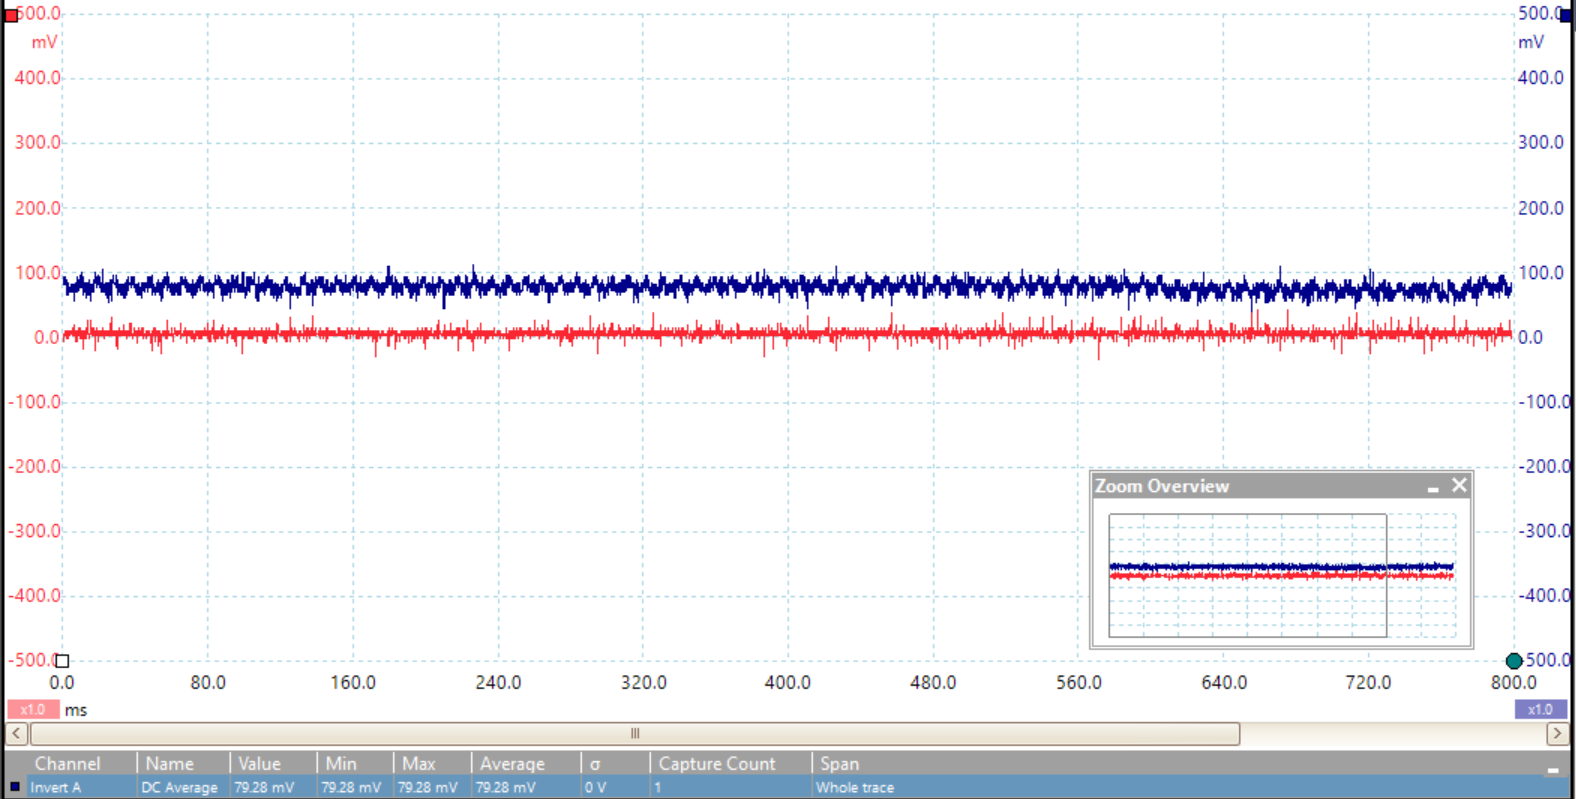 500.0 500.0
mV mV
400.0 400.0
300.0 300.0
200.0 200.0
100.0 100.0
0.0 0.0
-100.0 -100.0
-200.0 -200.0
Zoom Overview
-300.0 -300.0
-400.0 -400.0
-500.0 -500.0
0.0 80.0 160.0 240.0 320.0 400.0 480.0 560.0 640.0 720.0 800.0
x1.0 ms x1.0
Channel Name Value Min Max Average σ Capture Count Span
Invert A DC Average 79.28 mV 79.28 mV 79.28 mV 79.28 mV 0 V 1 Whole trace